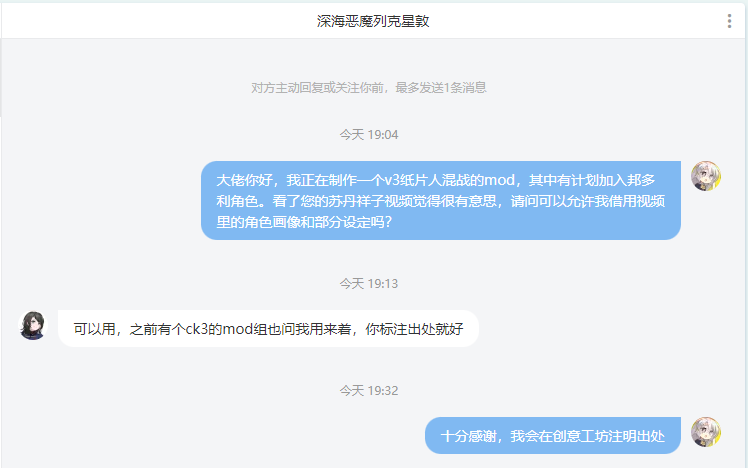 深海恶魔列克星敦
对方主动回复或关注你前，最多发送1条消息
今天 19:04
大佬你好，我正在制作一个v3纸片人混战的mod，其中有计划加入邦多
利角色。看了您的苏丹祥子视频觉得很有意思，请问可以允许我借用视频
里的角色画像和部分设定吗？
今天 19:13
可以用，之前有个ck3的mod组也问我用来着，你标注出处就好
今天 19:32
十分感谢，我会在创意工坊注明出处